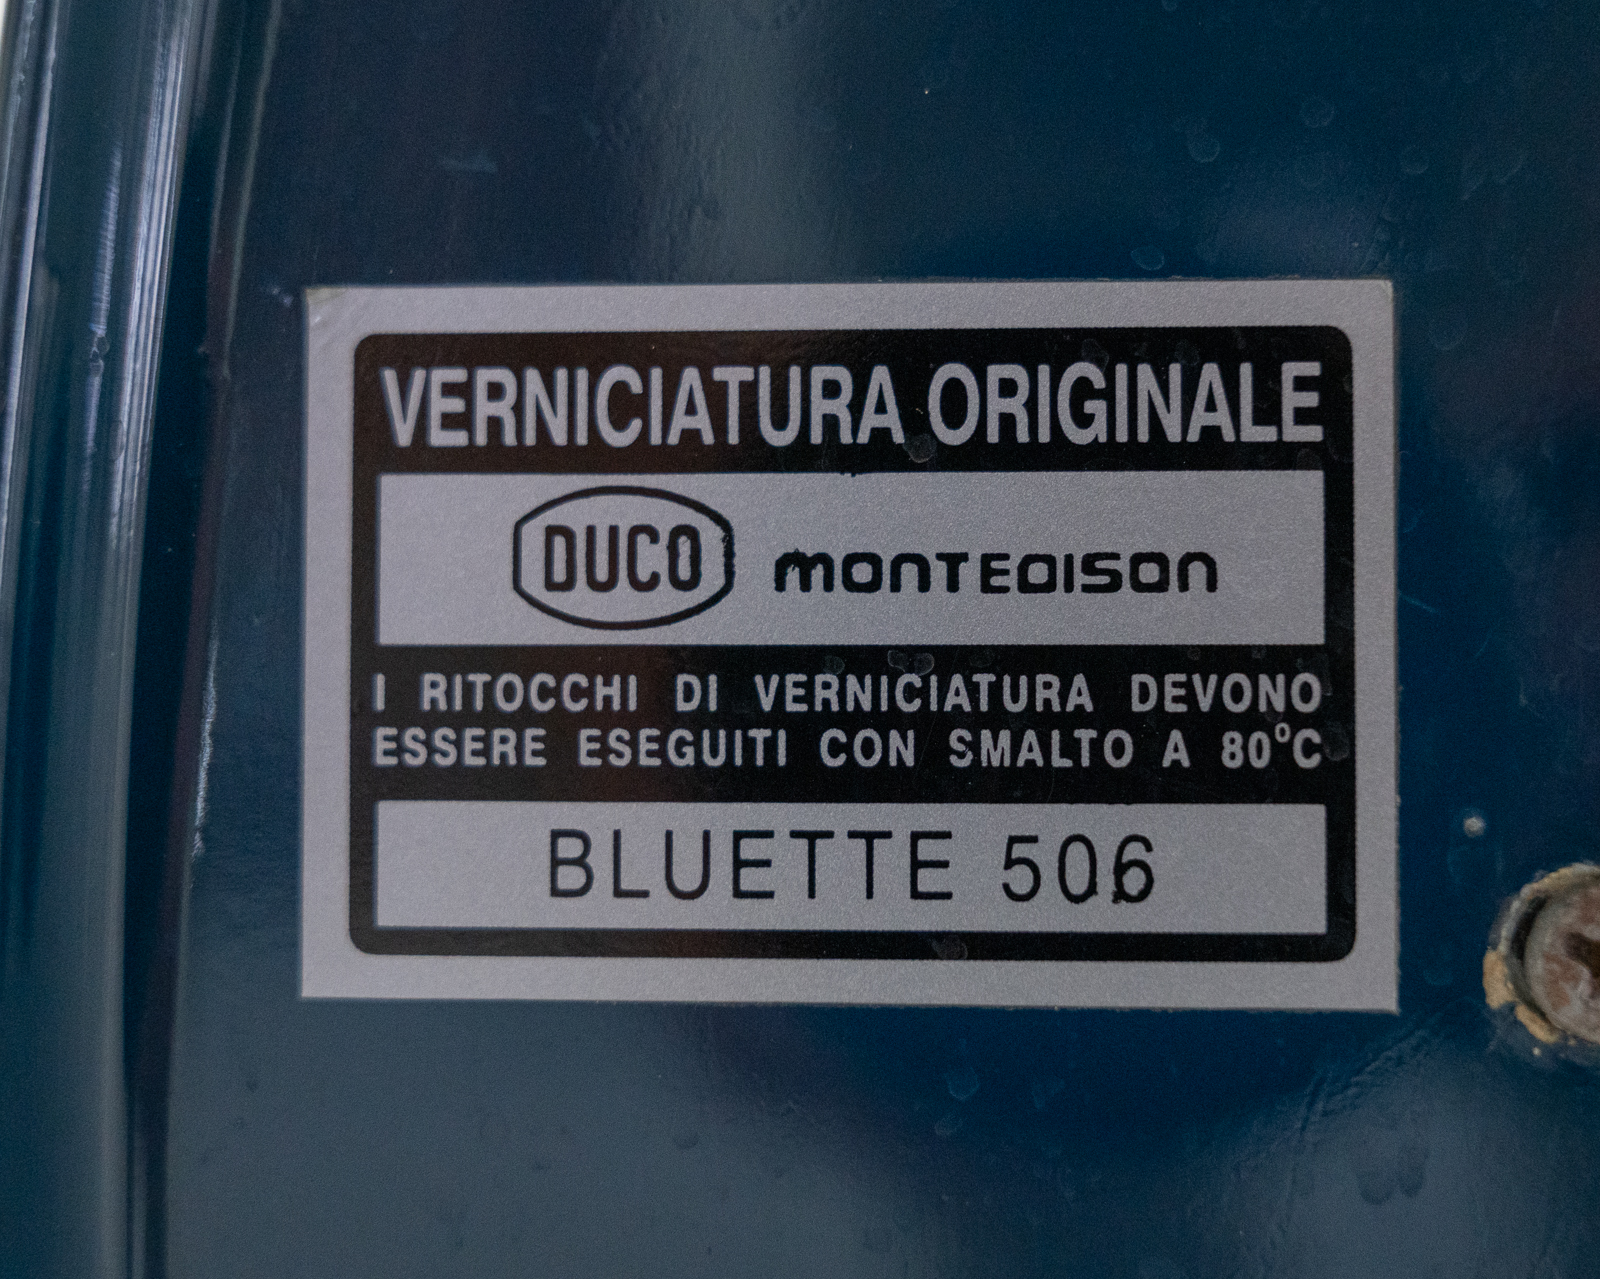 VERNICIATURA ORIGINALE
DUCO MONTEDISON
I RITOCCHI DI VERNICIATURA DEVONO
ESSERE ESEGUITI CON SMALTO A 80°C
BLUETTE 506